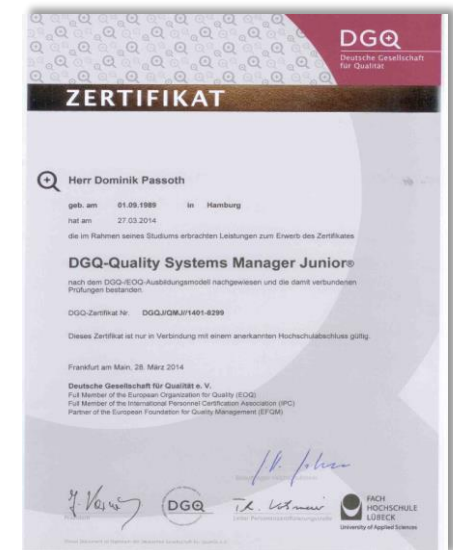 DGQ
Deutsche Gesellschaft
für Qualität
ZERTIFIKAT
Herr Dominik Passoth
geb. am 01.09.1989 in Hamburg
hat am 27.03.2014
die im Rahmen seines Studiums erbrachten Leistungen zum Erwerb des Zertifikates
DGQ-Quality Systems Manager Junior®
nach dem DGQ-/EOQ-Ausbildungsmodell nachgewiesen und die damit verbundenen
Prüfungen bestanden.
DGQ-Zertifikat Nr. DGQJ/QMJ//1401-8299
Dieses Zertifikat ist nur in Verbindung mit einem anerkannten Hochschulabschluss gültig.
Frankfurt am Main, 28. März 2014
Deutsche Gesellschaft für Qualität e. V.
Full Member of the European Organization for Quality (EOQ)
Full Member of the International Personnel Certification Association (IPC)
Partner of the European Foundation for Quality Management (EFQM)
DGQ
Leiter Personalzertifizierungsstelle
FACH
HOCHSCHULE
LÜBECK
University of Applied Sciences